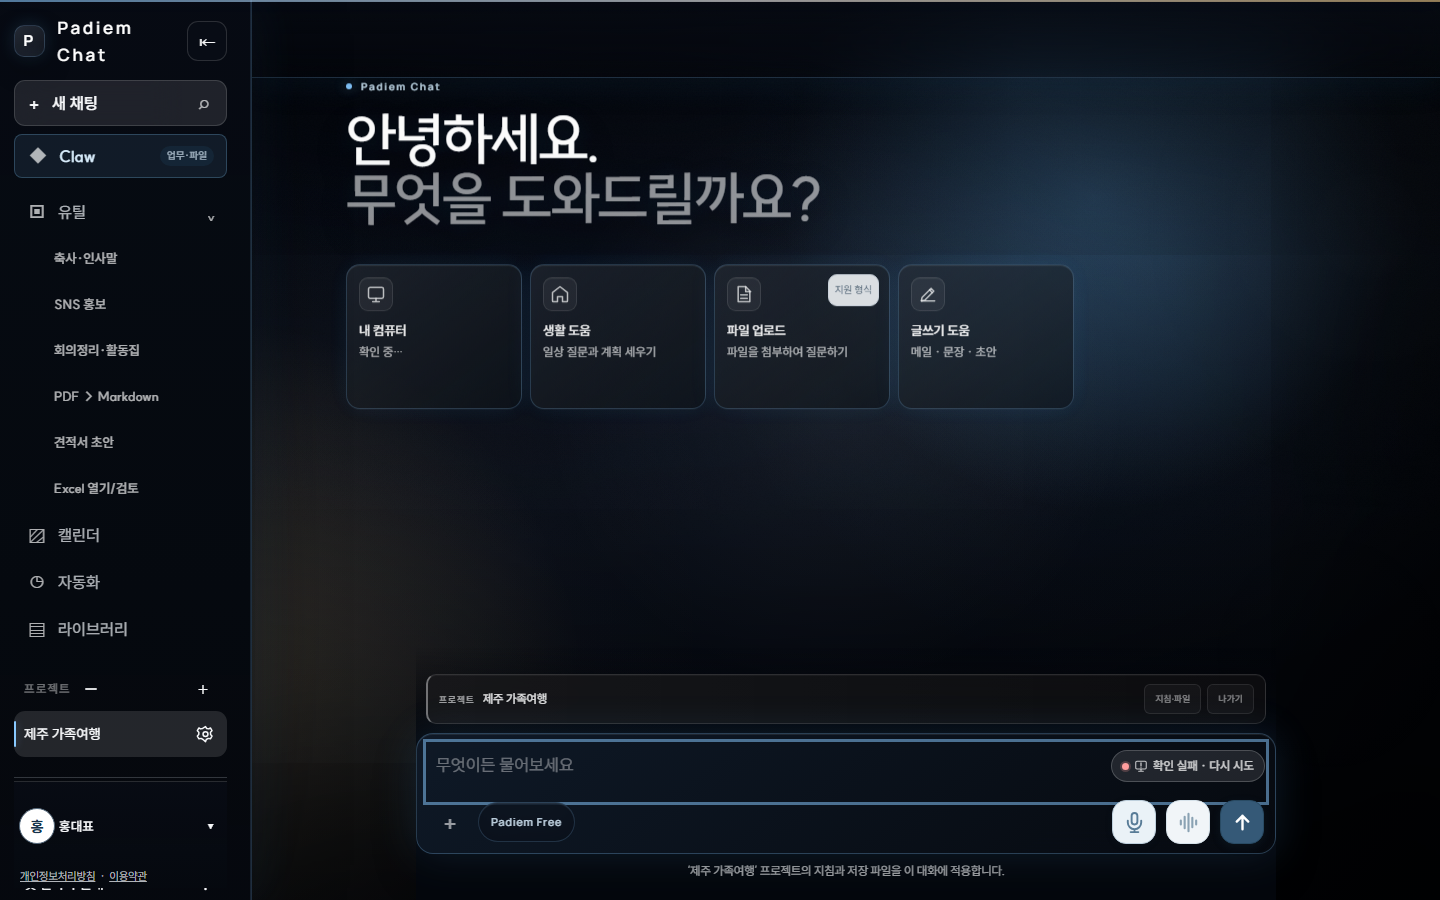 P
Padiem
Chat
+ 새 채팅
Claw 업무·파일
유틸
축사·인사말
SNS 홍보
회의정리·활동집
PDF > Markdown
견적서 초안
Excel 열기/검토
캘린더
자동화
라이브러리
프로젝트 — +
제주 가족여행
홍 홍대표 ▼
개인정보처리방침 · 이용약관
Padiem Chat
안녕하세요.
무엇을 도와드릴까요?
내 컴퓨터
확인 중···
생활 도움
일상 질문과 계획 세우기
지원 형식
파일 업로드
파일을 첨부하여 질문하기
글쓰기 도움
메일 · 문장 · 초안
프로젝트 제주 가족여행 지침·파일 나가기
무엇이든 물어보세요
확인 실패 · 다시 시도
+ Padiem Free
'제주 가족여행' 프로젝트의 지침과 저장 파일을 이 대화에 적용합니다.